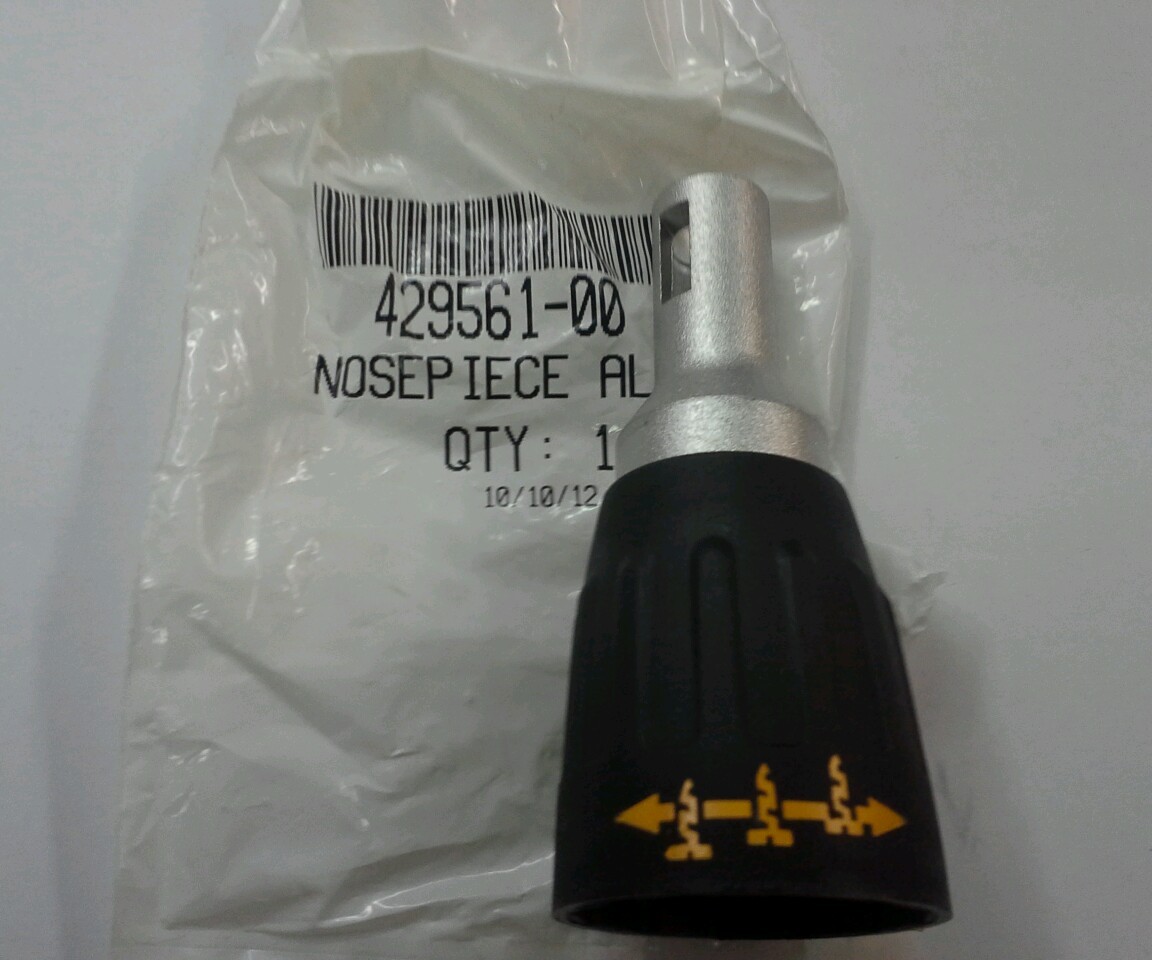 429561-00
NOSEPIECE AL
QTY: 1
10/10/12